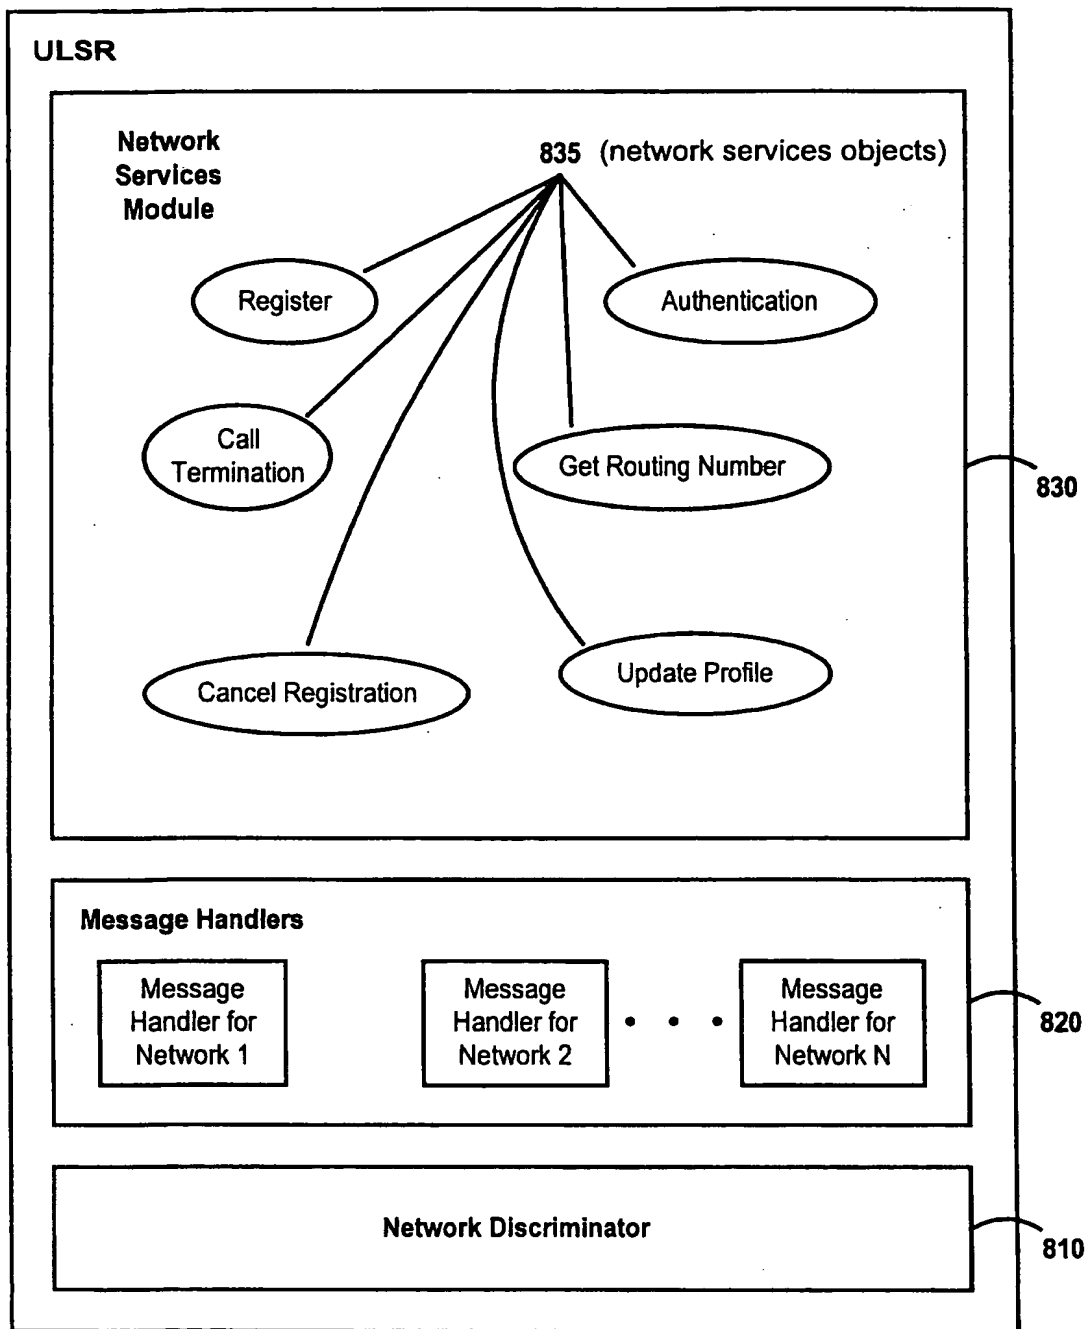 ULSR
Network
Services
Module
835 (network services objects)
Register
Authentication
Call
Termination
Get Routing Number
830
Cancel Registration
Update Profile
Message Handlers
Message
Handler for
Network 1
Message
Handler for
Network 2
• • •
Message
Handler for
Network N
820
Network Discriminator
810